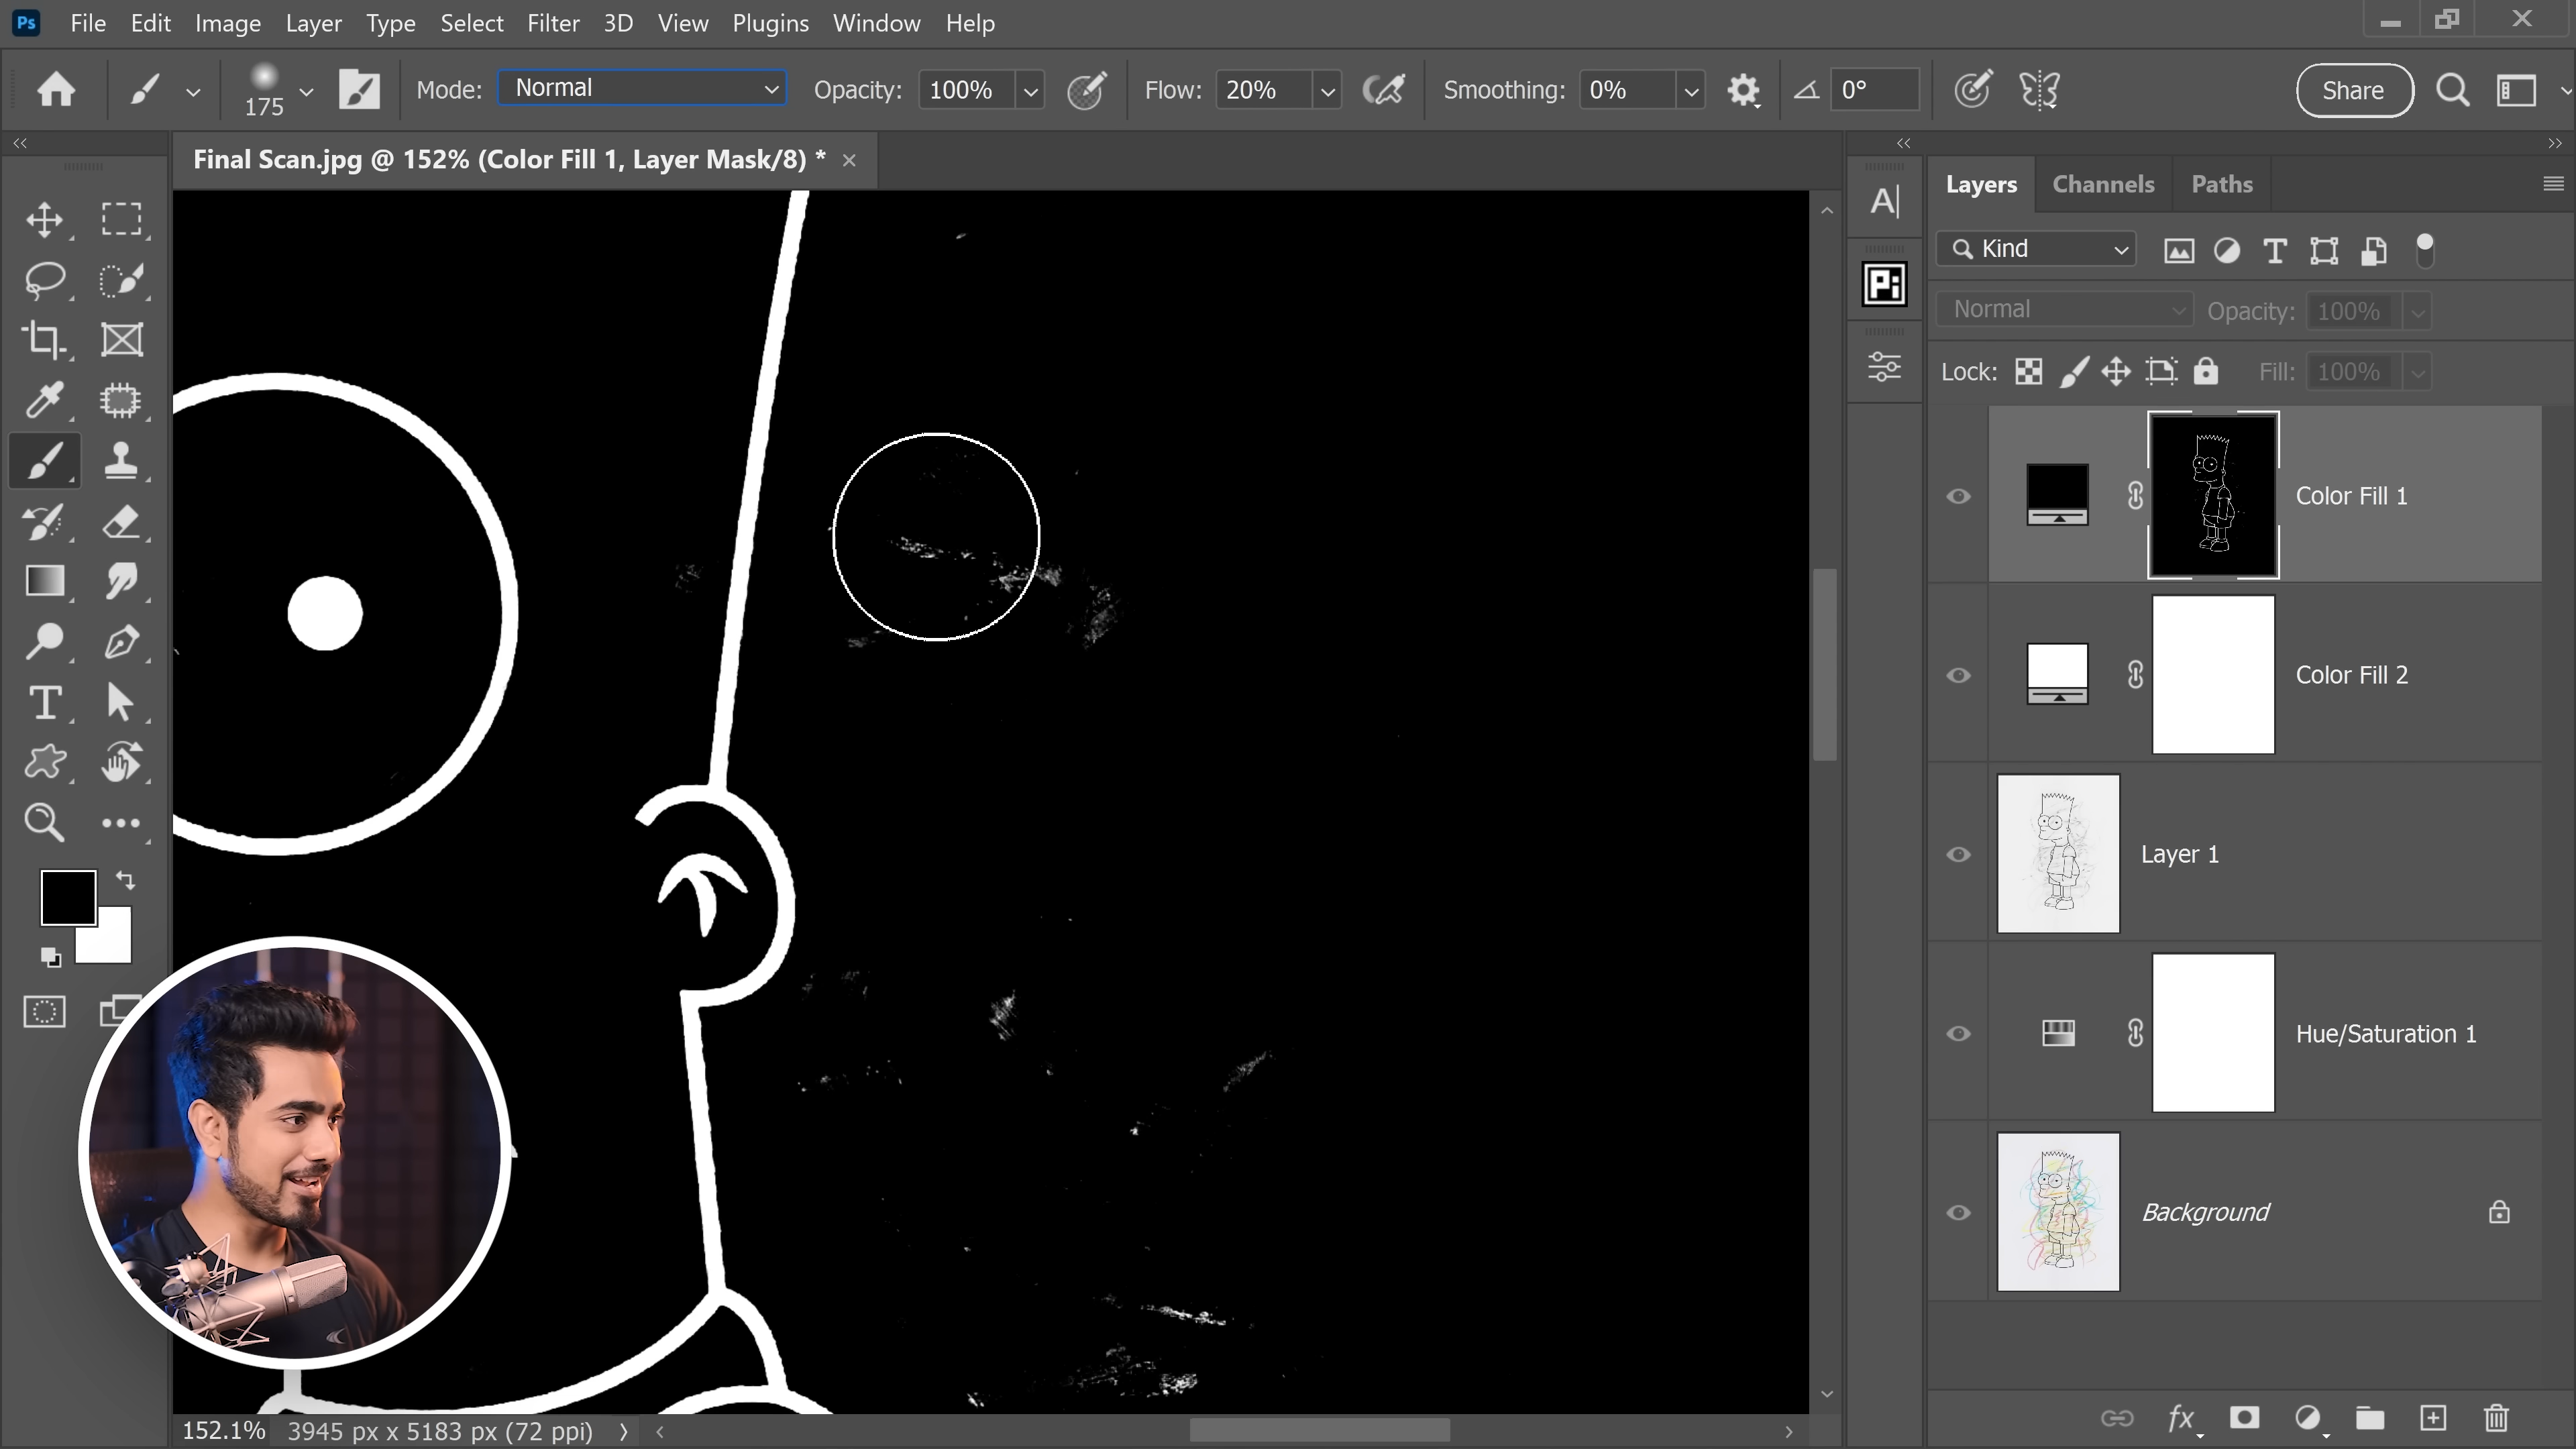 Ps File Edit Image Layer Type Select Filter 3D View Plugins Window Help
175 Mode: Normal Opacity: 100% Flow: 20% Smoothing: 0% 0° Share
Final Scan.jpg @ 152% (Color Fill 1, Layer Mask/8) *
Layers Channels Paths
Kind
Normal Opacity: 100%
Lock: Fill: 100%
Color Fill 1
Color Fill 2
Layer 1
Hue/Saturation 1
Background
fx
152.1% 3945 px x 5183 px (72 ppi)
A
Pi
T